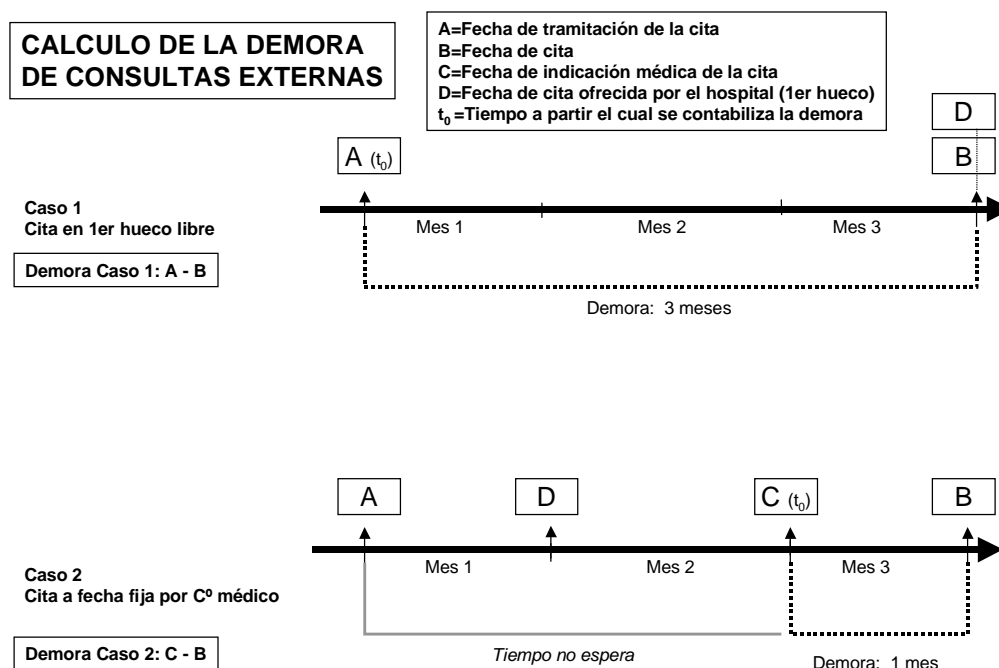 CALCULO DE LA DEMORA
DE CONSULTAS EXTERNAS
A=Fecha de tramitación de la cita
B=Fecha de cita
C=Fecha de indicación médica de la cita
D=Fecha de cita ofrecida por el hospital (1er hueco)
t0 =Tiempo a partir el cual se contabiliza la demora
D
A (t0)
B
Caso 1
Cita en 1er hueco libre
Mes 1
Mes 2
Mes 3
Demora Caso 1: A - B
Demora: 3 meses
A
D
C (t0)
B
Mes 1
Mes 2
Mes 3
Caso 2
Cita a fecha fija por Cº médico
Demora Caso 2: C - B
Tiempo no espera
Demora: 1 mes